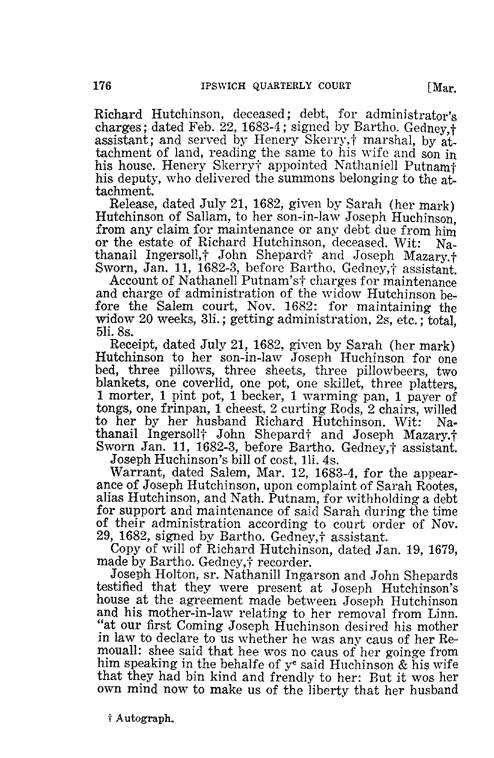 176 IPSWICH QUARTERLY COURT [Mar.
Richard Hutchinson, deceased; debt, for administrator's
charges; dated Feb. 22, 1683-4; signed by Bartho. Gedney,†
assistant; and served by Henery Skerry,† marshal, by at-
tachment of land, reading the same to his wife and son in
his house. Henery Skerry† appointed Nathaniell Putnam†
his deputy, who delivered the summons belonging to the at-
tachment.
Release, dated July 21, 1682, given by Sarah (her mark)
Hutchinson of Sallam, to her son-in-law Joseph Huchinson,
from any claim for maintenance or any debt due from him
or the estate of Richard Hutchinson, deceased. Wit: Na-
thanail Ingersoll,† John Shepard† and Joseph Mazary.†
Sworn, Jan. 11, 1682-3, before Bartho. Gedney,† assistant.
Account of Nathanell Putnam's† charges for maintenance
and charge of administration of the widow Hutchinson be-
fore the Salem court, Nov. 1682: for maintaining the
widow 20 weeks, 3li.; getting administration, 2s, etc.; total,
5li. 8s.
Receipt, dated July 21, 1682, given by Sarah (her mark)
Hutchinson to her son-in-law Joseph Huchinson for one
bed, three pillows, three sheets, three pillowbeers, two
blankets, one coverlid, one pot, one skillet, three platters,
1 morter, 1 pint pot, 1 becker, 1 warming pan, 1 payer of
tongs, one frinpan, 1 cheest, 2 curting Rods, 2 chairs, willed
to her by her husband Richard Hutchinson. Wit: Na-
thanail Ingersoll† John Shepard† and Joseph Mazary.†
Sworn Jan. 11, 1682-3, before Bartho. Gedney,† assistant.
Joseph Huchinson's bill of cost, 1li. 4s.
Warrant, dated Salem, Mar. 12, 1683-4, for the appear-
ance of Joseph Hutchinson, upon complaint of Sarah Rootes,
alias Hutchinson, and Nath. Putnam, for withholding a debt
for support and maintenance of said Sarah during the time
of their administration according to court order of Nov.
29, 1682, signed by Bartho. Gedney,† assistant.
Copy of will of Richard Hutchinson, dated Jan. 19, 1679,
made by Bartho. Gedney,† recorder.
Joseph Holton, sr. Nathanill Ingarson and John Shepards
testified that they were present at Joseph Hutchinson's
house at the agreement made between Joseph Hutchinson
and his mother-in-law relating to her removal from Linn.
"at our first Coming Joseph Huchinson desired his mother
in law to declare to us whether he was any caus of her Re-
mouall: shee said that hee wos no caus of her goinge from
him speaking in the behalfe of yᵉ said Huchinson & his wife
that they had bin kind and frendly to her: But it wos her
own mind now to make us of the liberty that her husband
† Autograph.